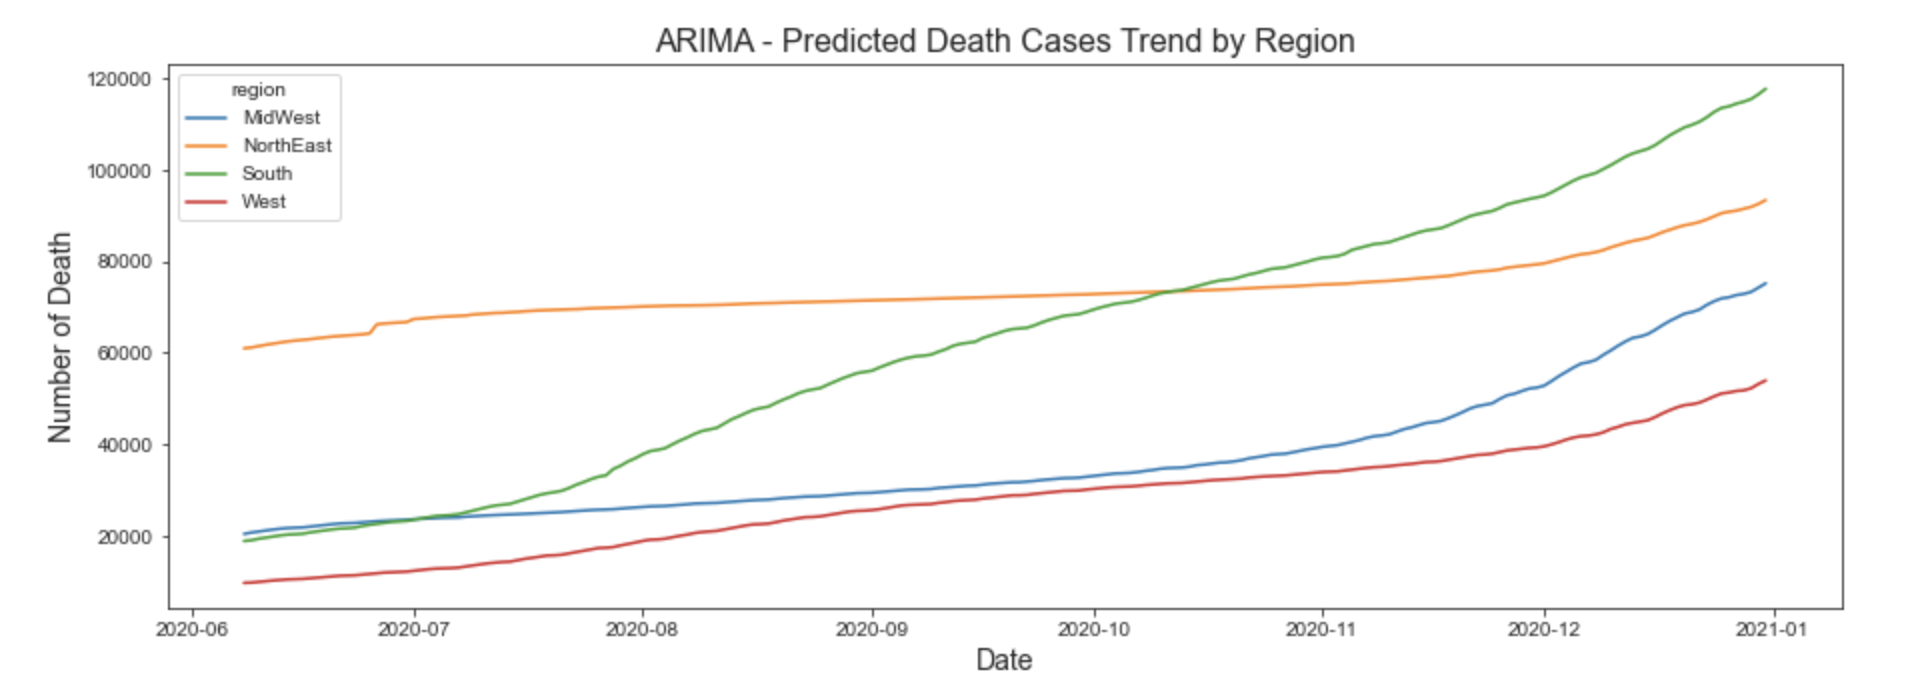 ARIMA - Predicted Death Cases Trend by Region
120000
100000
80000
60000
40000
20000
Number of Death
region
MidWest
NorthEast
South
West
2020-06 2020-07 2020-08 2020-09 2020-10 2020-11 2020-12 2021-01
Date